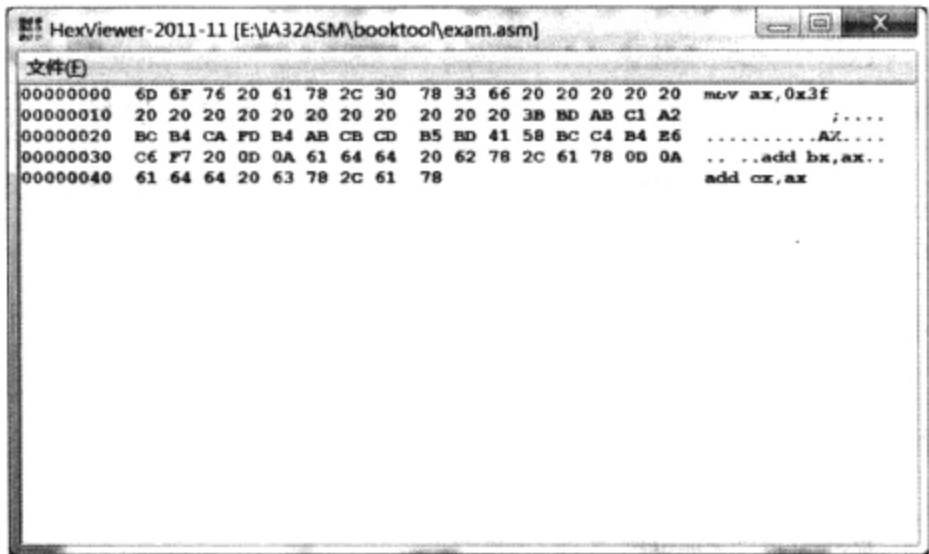 HexViewer-2011-11 [E:\IA32ASM\booktool\exam.asm]
文件(F)
00000000 6D 6F 76 20 61 78 2C 30 78 33 66 20 20 20 20 20 mov ax,0x3f
00000010 20 20 20 20 20 20 20 20 20 20 20 3B BD AB C1 A2 ;....
00000020 BC B4 CA FD B4 AB CB CD B5 BD 41 58 BC C4 B4 E6 ..........AX....
00000030 C6 F7 20 0D 0A 61 64 64 20 62 78 2C 61 78 0D 0A .. ..add bx,ax..
00000040 61 64 64 20 63 78 2C 61 78 add cx,ax